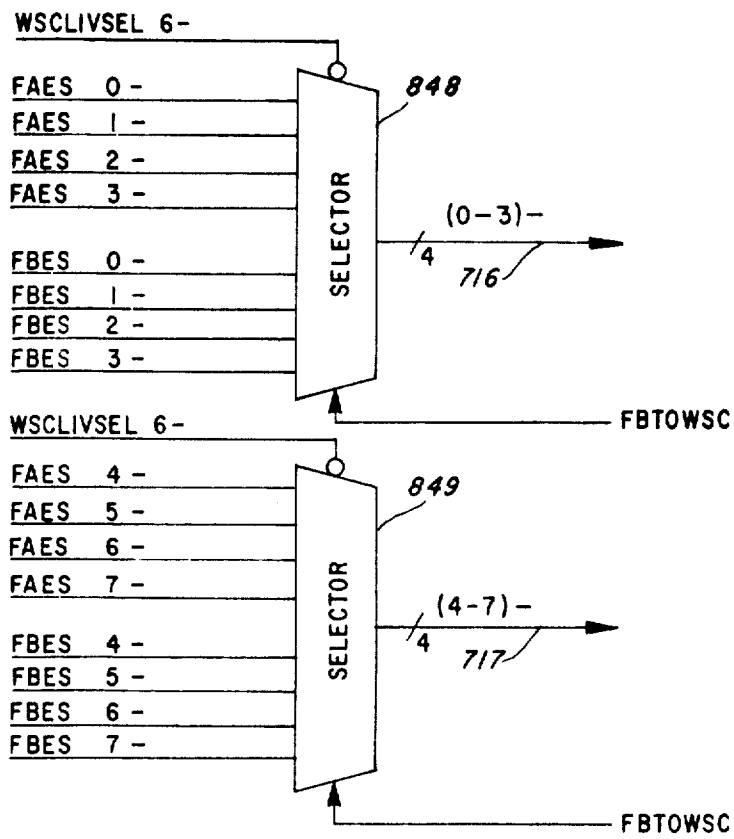 WSCLIVSEL 6-
FAES 0-
848
FAES 1-
FAES 2-
FAES 3-
SELECTOR
(0-3)-
4
716
FBES 0-
FBES 1-
FBES 2-
FBES 3-
FBTOWSC
WSCLIVSEL 6-
FAES 4-
849
FAES 5-
FAES 6-
FAES 7-
SELECTOR
(4-7)-
4
717
FBES 4-
FBES 5-
FBES 6-
FBES 7-
FBTOWSC